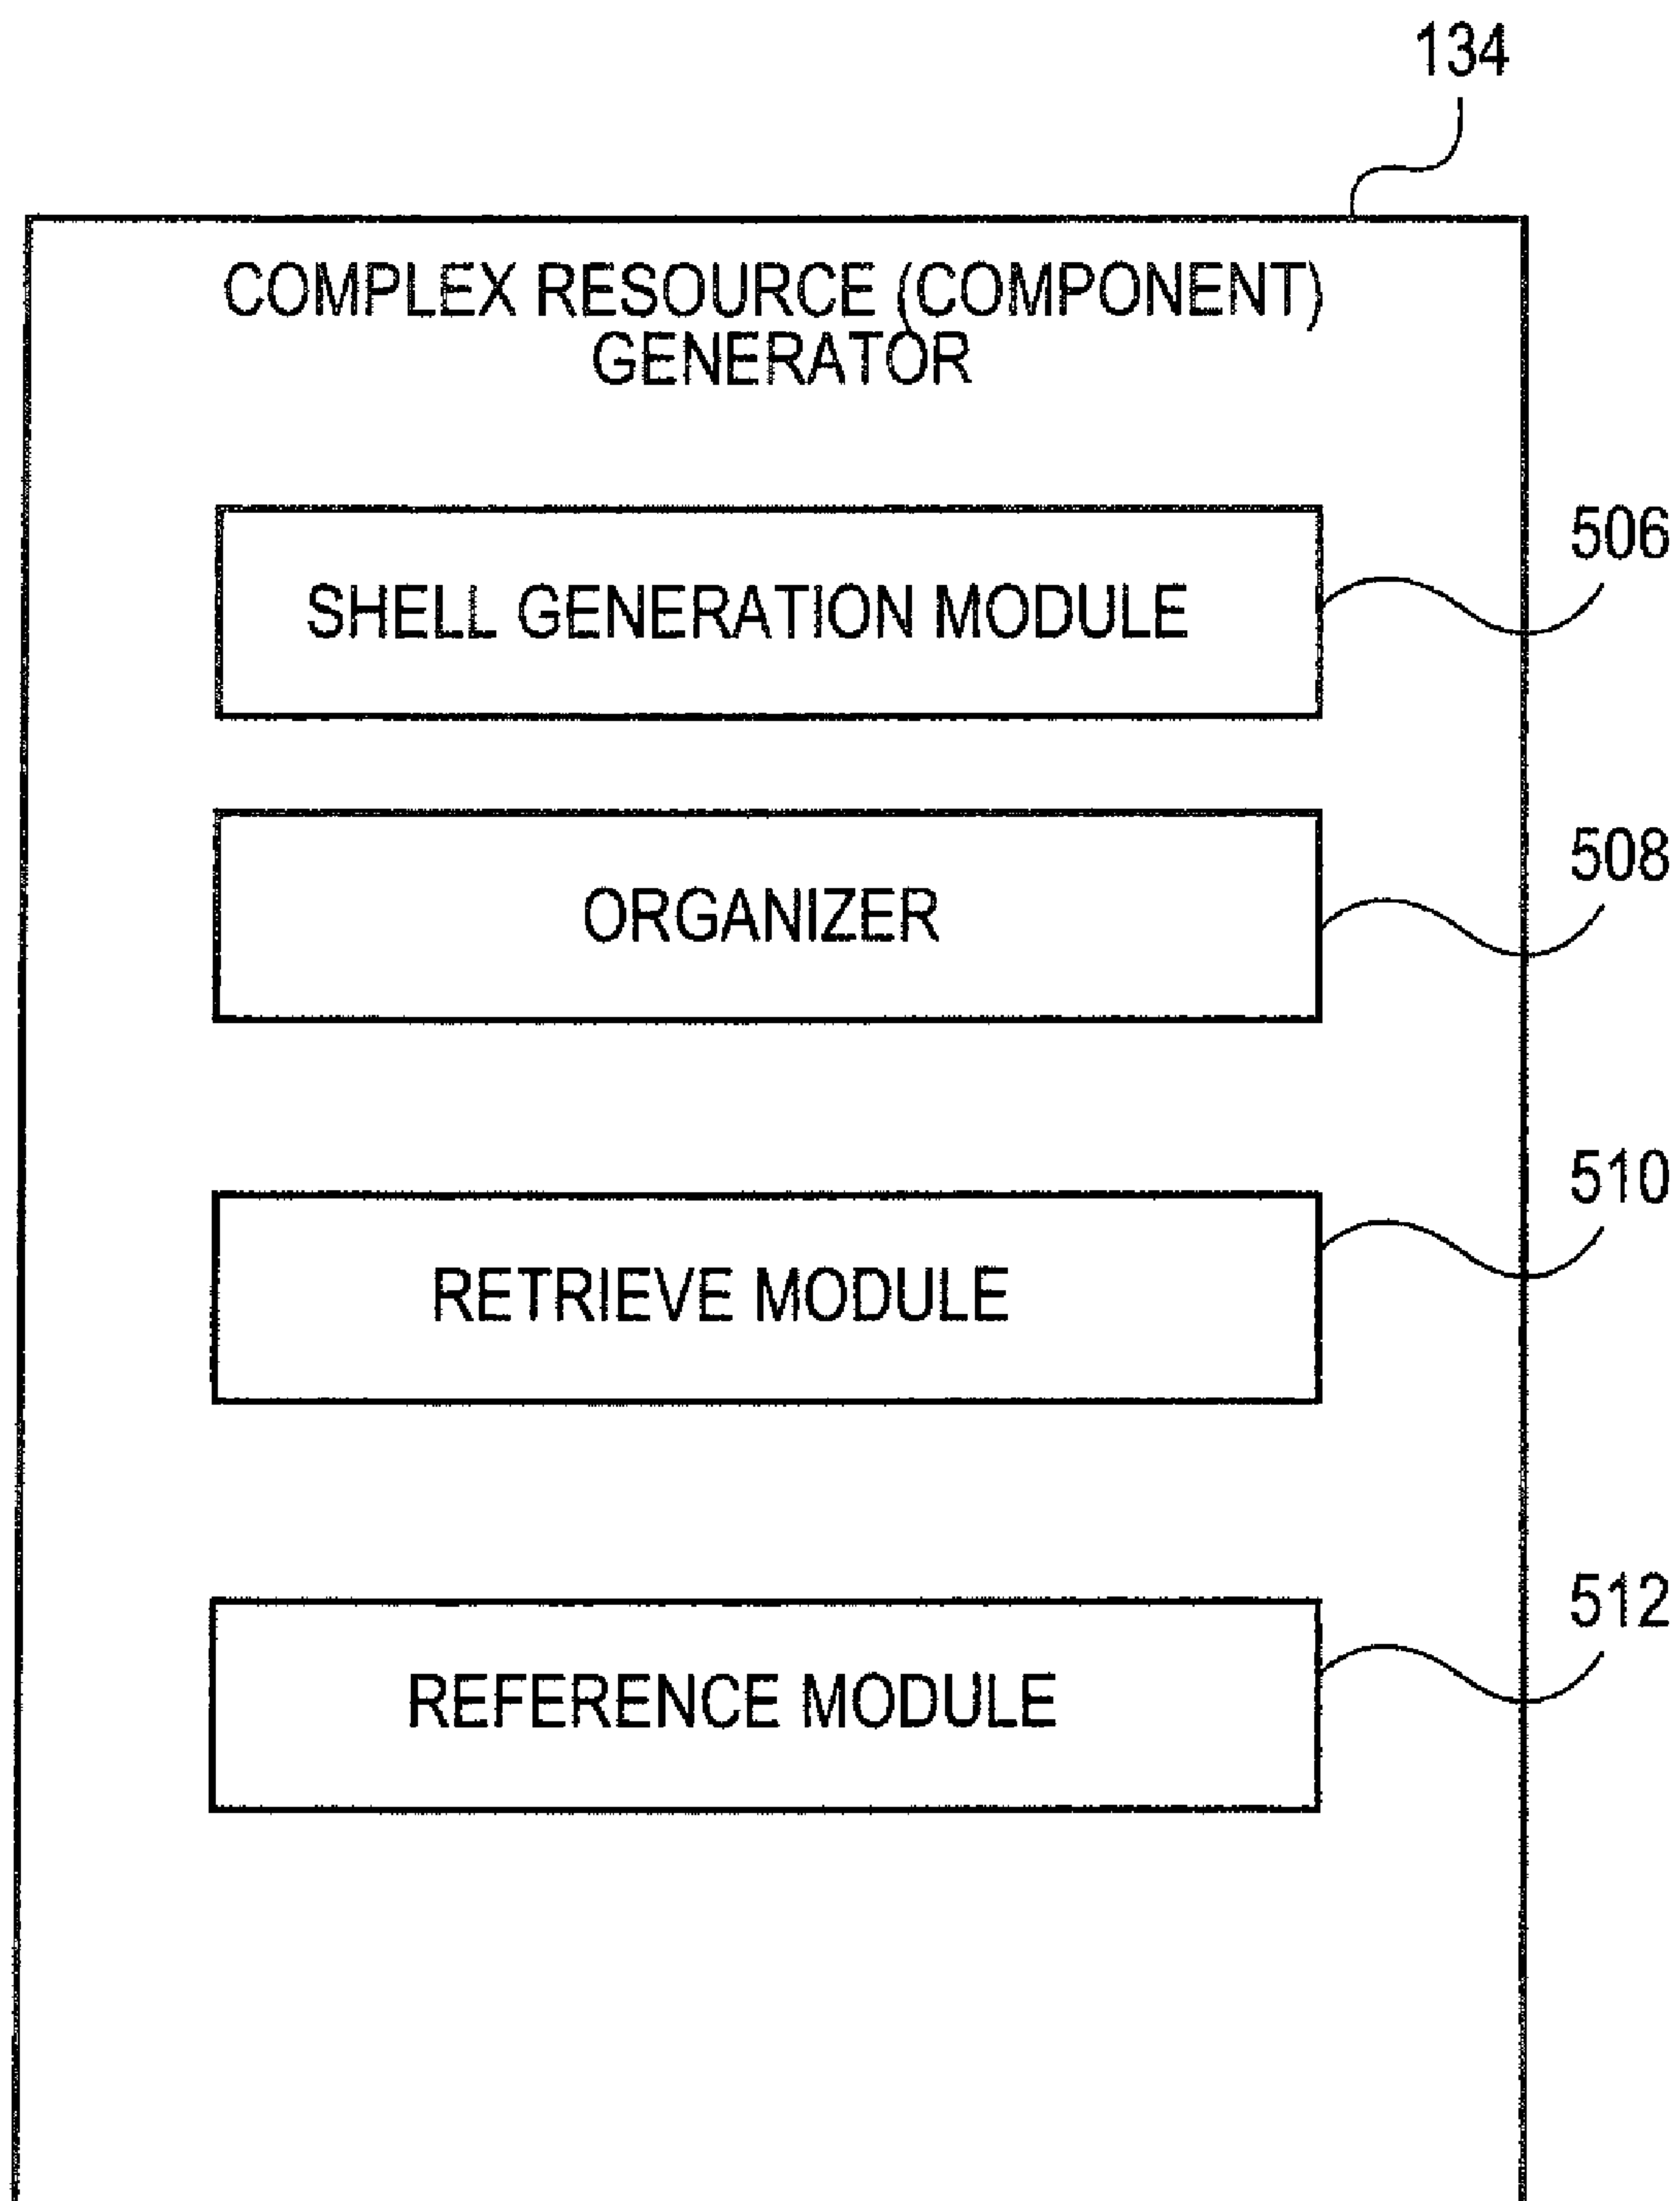 134
COMPLEX RESOURCE (COMPONENT)
GENERATOR
506
SHELL GENERATION MODULE
508
ORGANIZER
510
RETRIEVE MODULE
512
REFERENCE MODULE